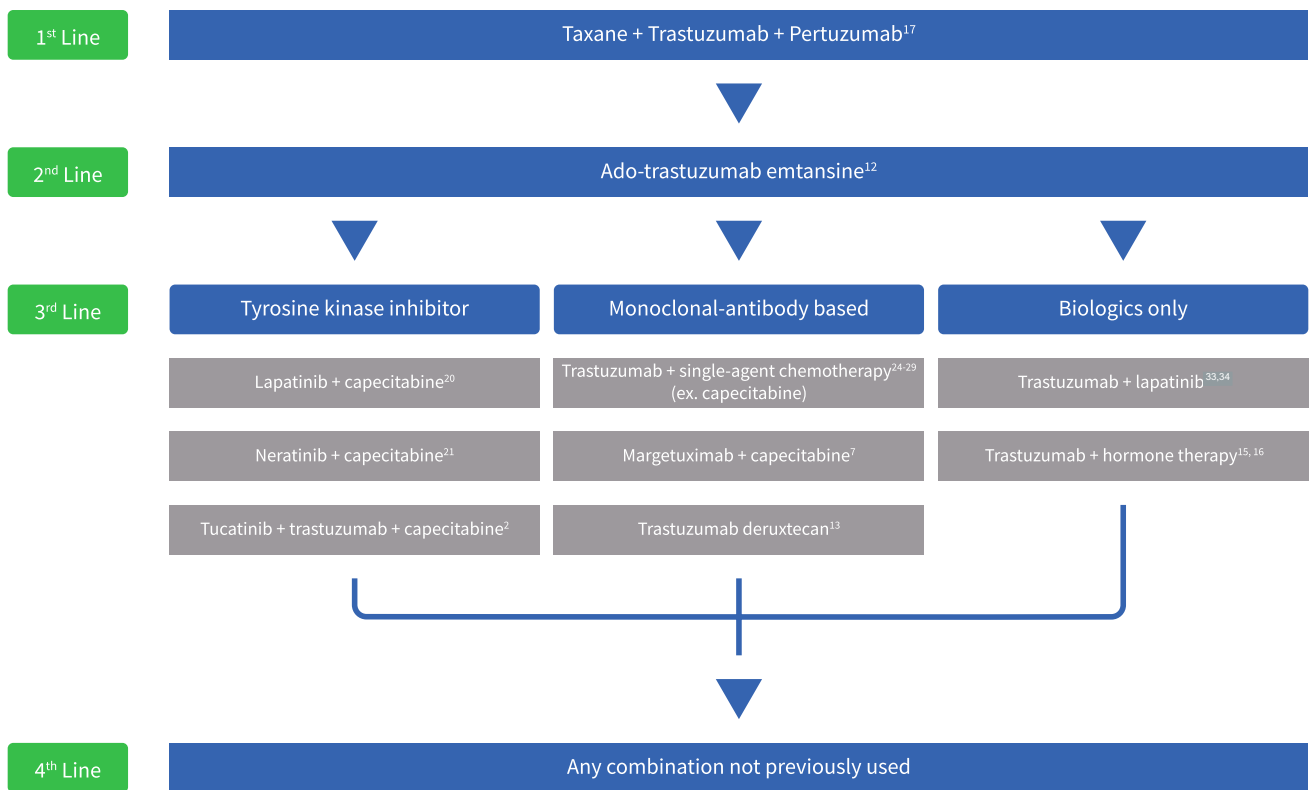 1st Line
Taxane + Trastuzumab + Pertuzumab17
2nd Line
Ado-trastuzumab emtansine12
3rd Line
Tyrosine kinase inhibitor
Monoclonal-antibody based
Biologics only
Lapatinib + capecitabine20
Trastuzumab + single-agent chemotherapy24-29
(ex. capecitabine)
Trastuzumab + lapatinib33,34
Neratinib + capecitabine21
Margetuximab + capecitabine7
Trastuzumab + hormone therapy15, 16
Tucatinib + trastuzumab + capecitabine2
Trastuzumab deruxtecan13
4th Line
Any combination not previously used